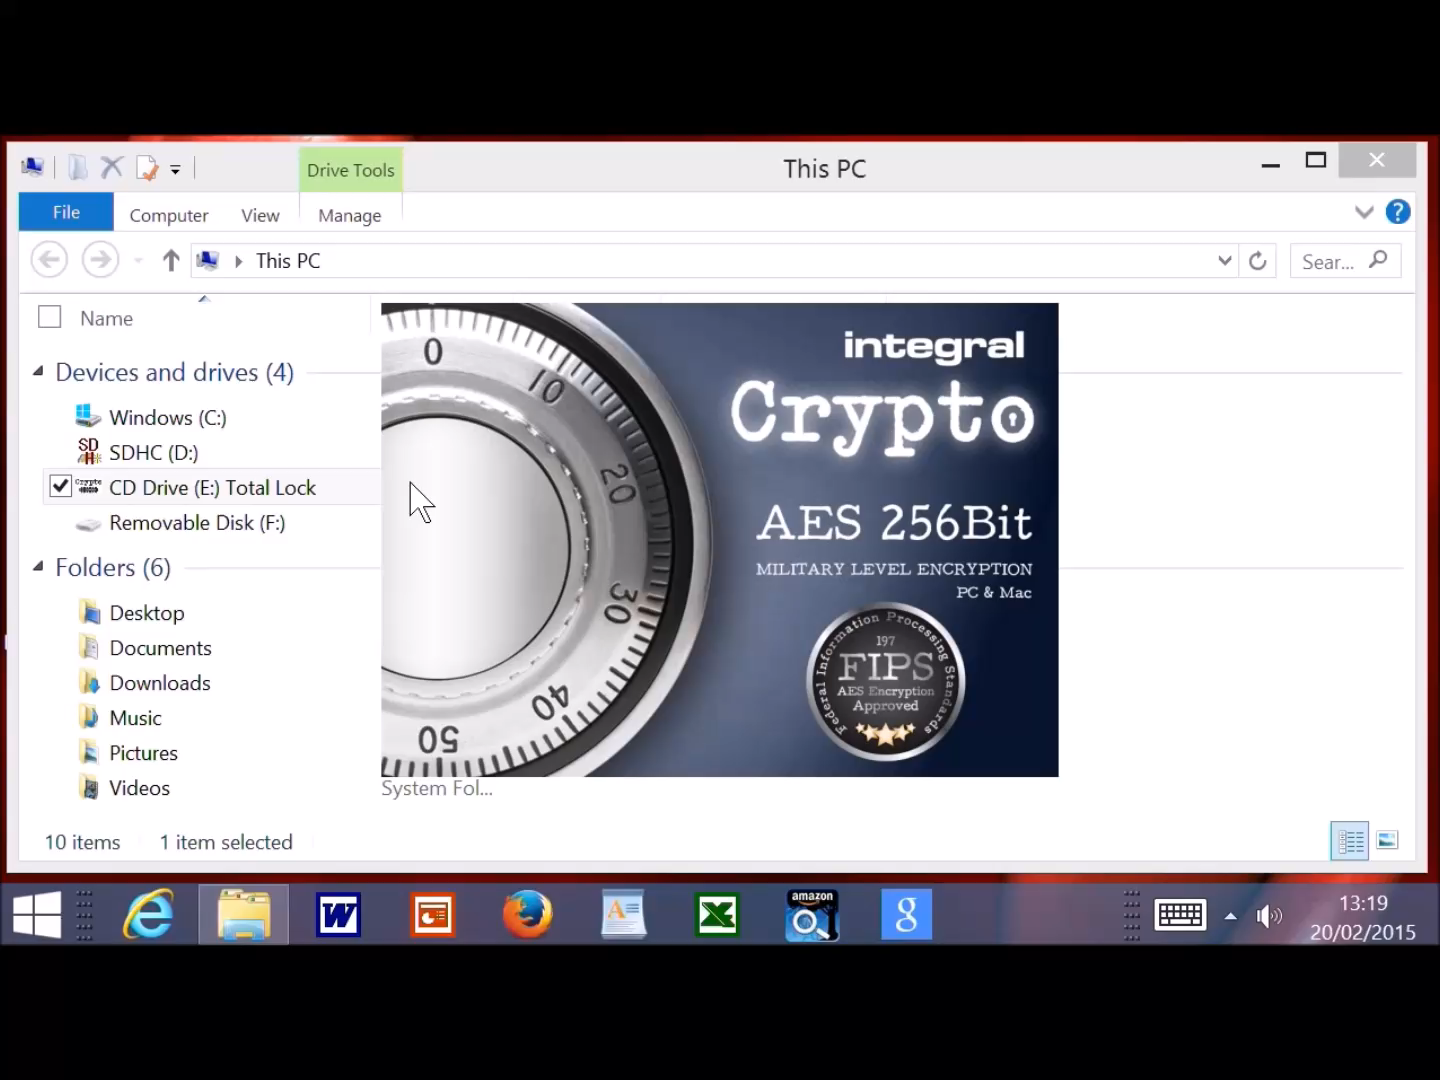 Drive Tools
This PC
File
Computer
View
Manage
This PC
Sear...
Name
Devices and drives (4)
Windows (C:)
SD
SDHC (D:)
Crypto
CD Drive (E:) Total Lock
Removable Disk (F:)
Folders (6)
Desktop
Documents
Downloads
Music
Pictures
Videos
0
10
20
30
40
50
integral
Crypto
AES 256Bit
MILITARY LEVEL ENCRYPTION
PC & Mac
Federal Information Processing Standards
197
FIPS
AES Encryption
Approved
System Fol...
10 items
1 item selected
amazon
13:19
20/02/2015